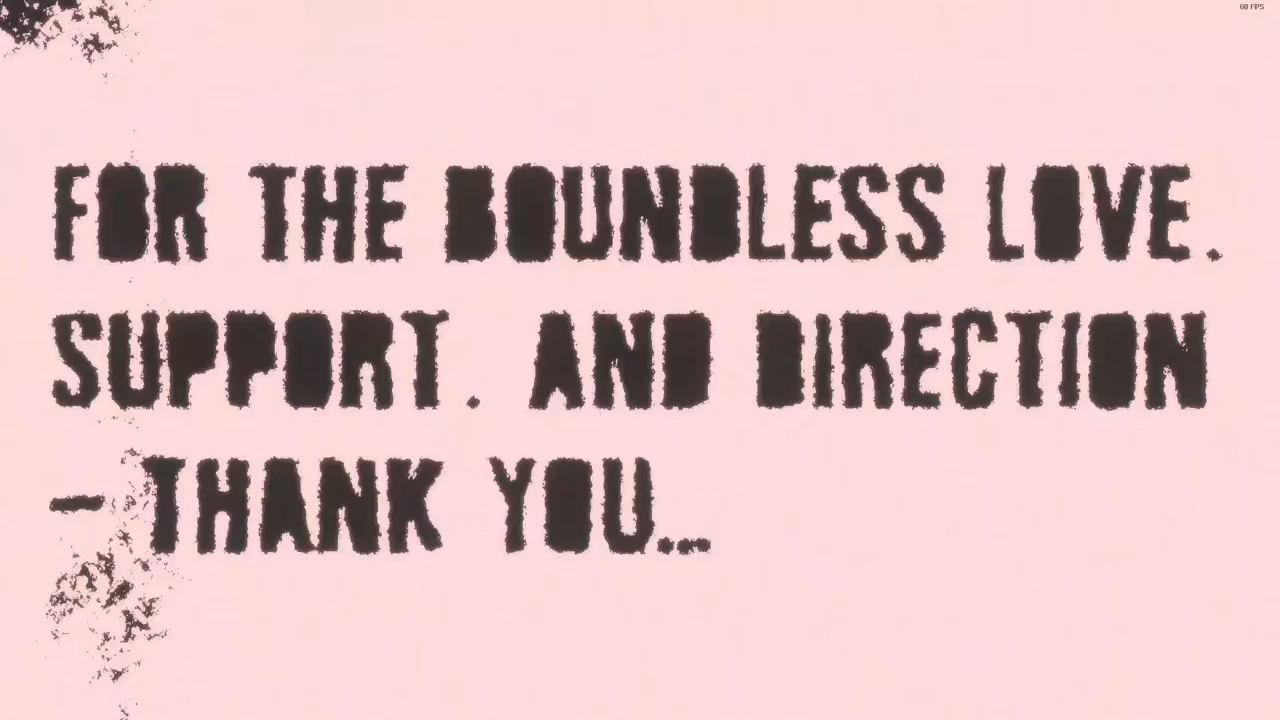 60 FPS
FOR THE BOUNDLESS LOVE.
SUPPORT. AND DIRECTION
— THANK YOU...